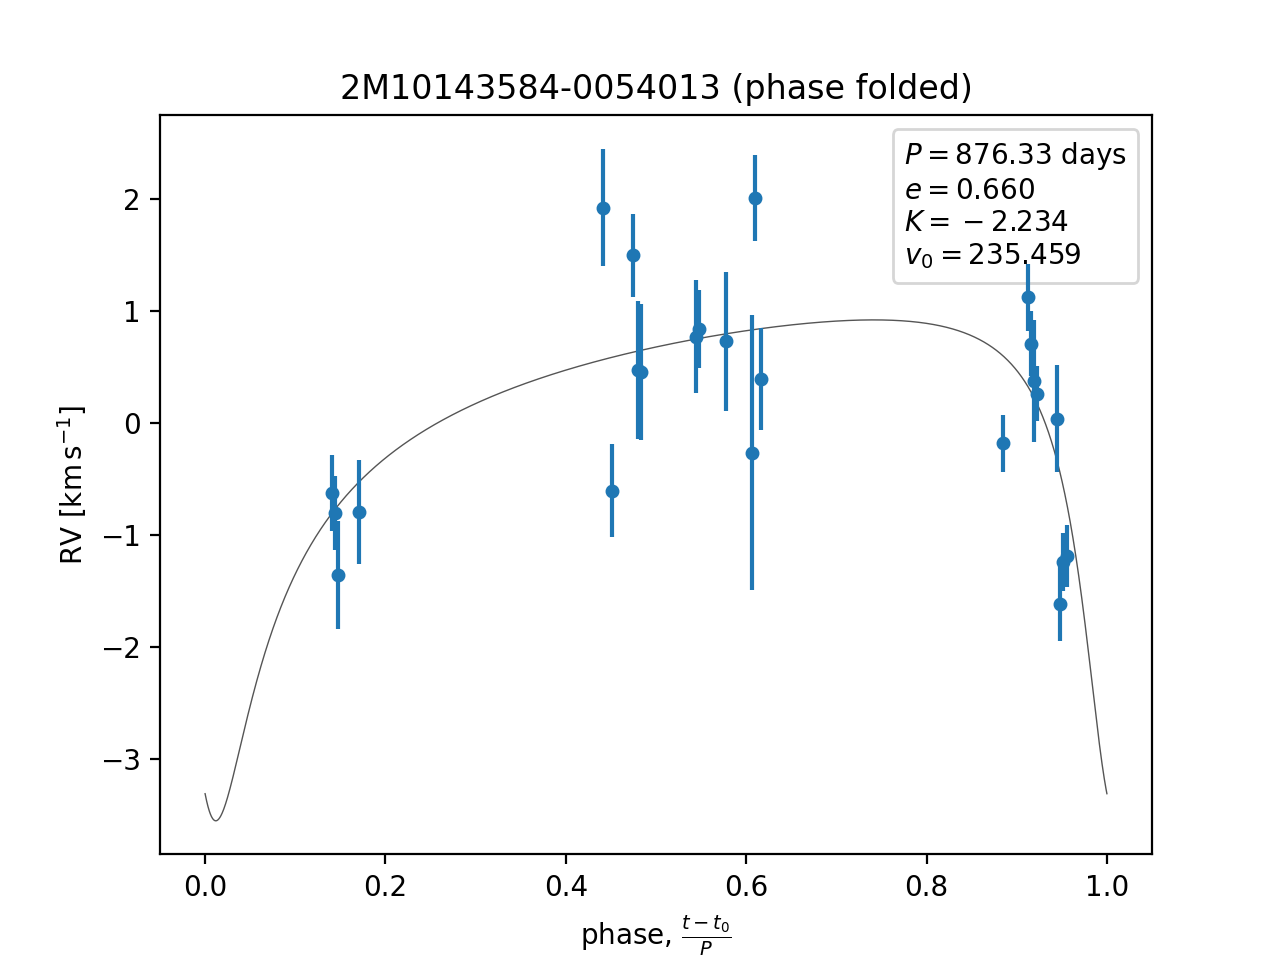 2M10143584-0054013 (phase folded)
P = 876.33 days
e = 0.660
K = −2.234
v₀ = 235.459
RV [km s⁻¹]
2
1
0
−1
−2
−3
0.0 0.2 0.4 0.6 0.8 1.0
phase, (t − t₀)/P